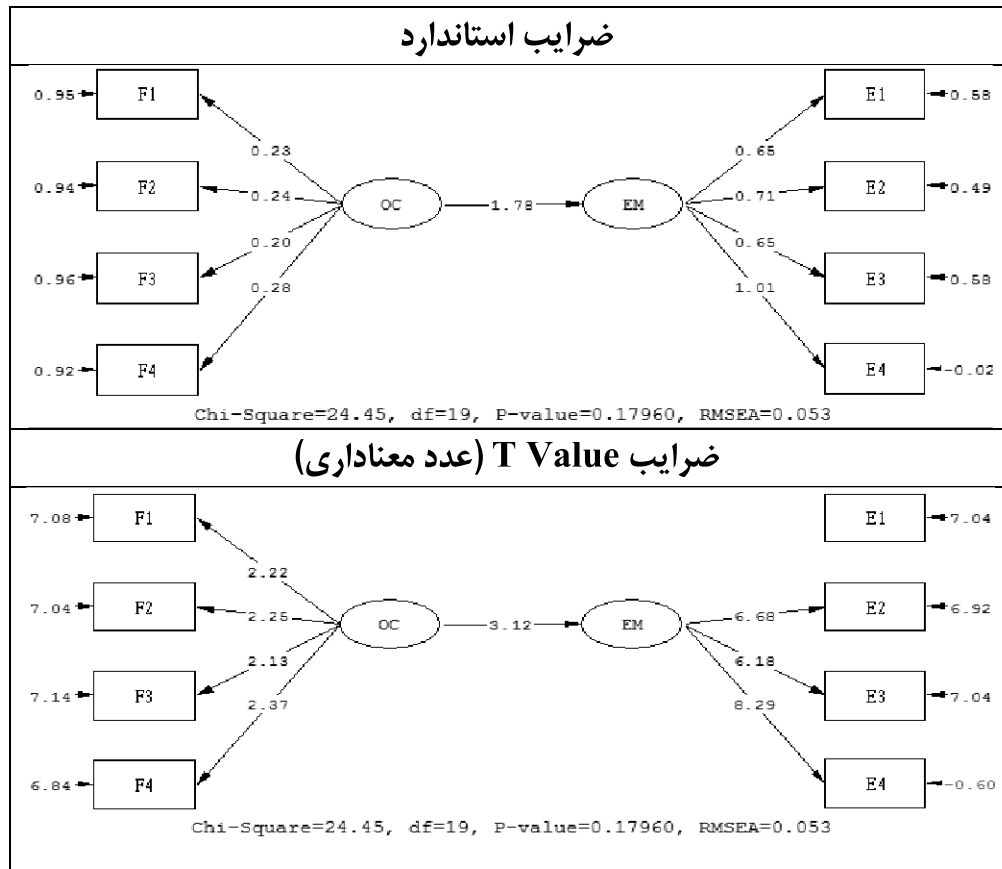 ضرایب استاندارد
0.95 F1 E1 0.58
0.23 0.65
0.94 F2 0.24 OC 1.78 EM 0.71 E2 0.49
0.20 0.65
0.96 F3 E3 0.58
0.28 1.01
0.92 F4 E4 -0.02
Chi-Square=24.45, df=19, P-value=0.17960, RMSEA=0.053
ضرایب T Value (عدد معناداری)
7.08 F1 E1 7.04
2.22
7.04 F2 2.25 OC 3.12 EM 6.68 E2 6.92
2.13 6.18
7.14 F3 2.37 8.29 E3 7.04
6.84 F4 E4 -0.60
Chi-Square=24.45, df=19, P-value=0.17960, RMSEA=0.053